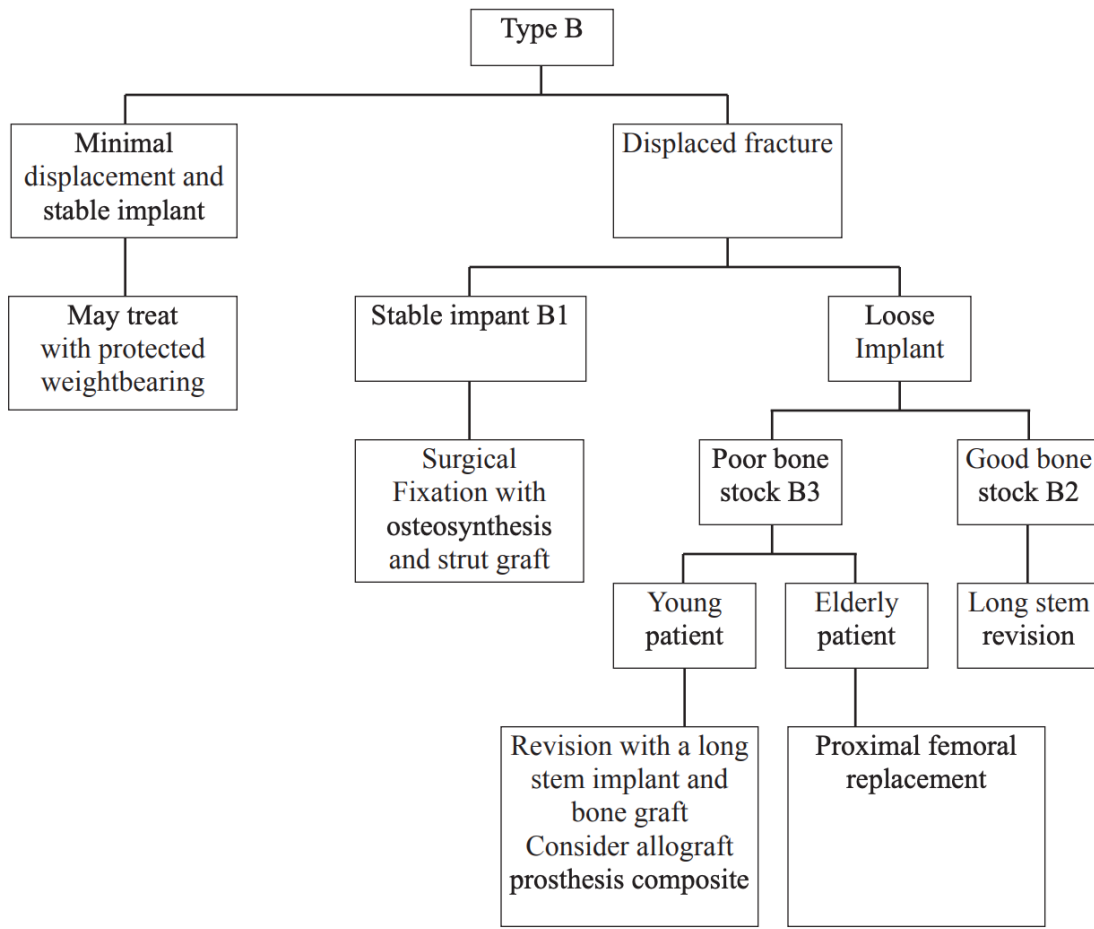 Type B
Minimal
displacement and
stable implant
Displaced fracture
May treat
with protected
weightbearing
Stable impant B1
Loose
Implant
Surgical
Fixation with
osteosynthesis
and strut graft
Poor bone
stock B3
Good bone
stock B2
Young
patient
Elderly
patient
Long stem
revision
Revision with a long
stem implant and
bone graft
Consider allograft
prosthesis composite
Proximal femoral
replacement